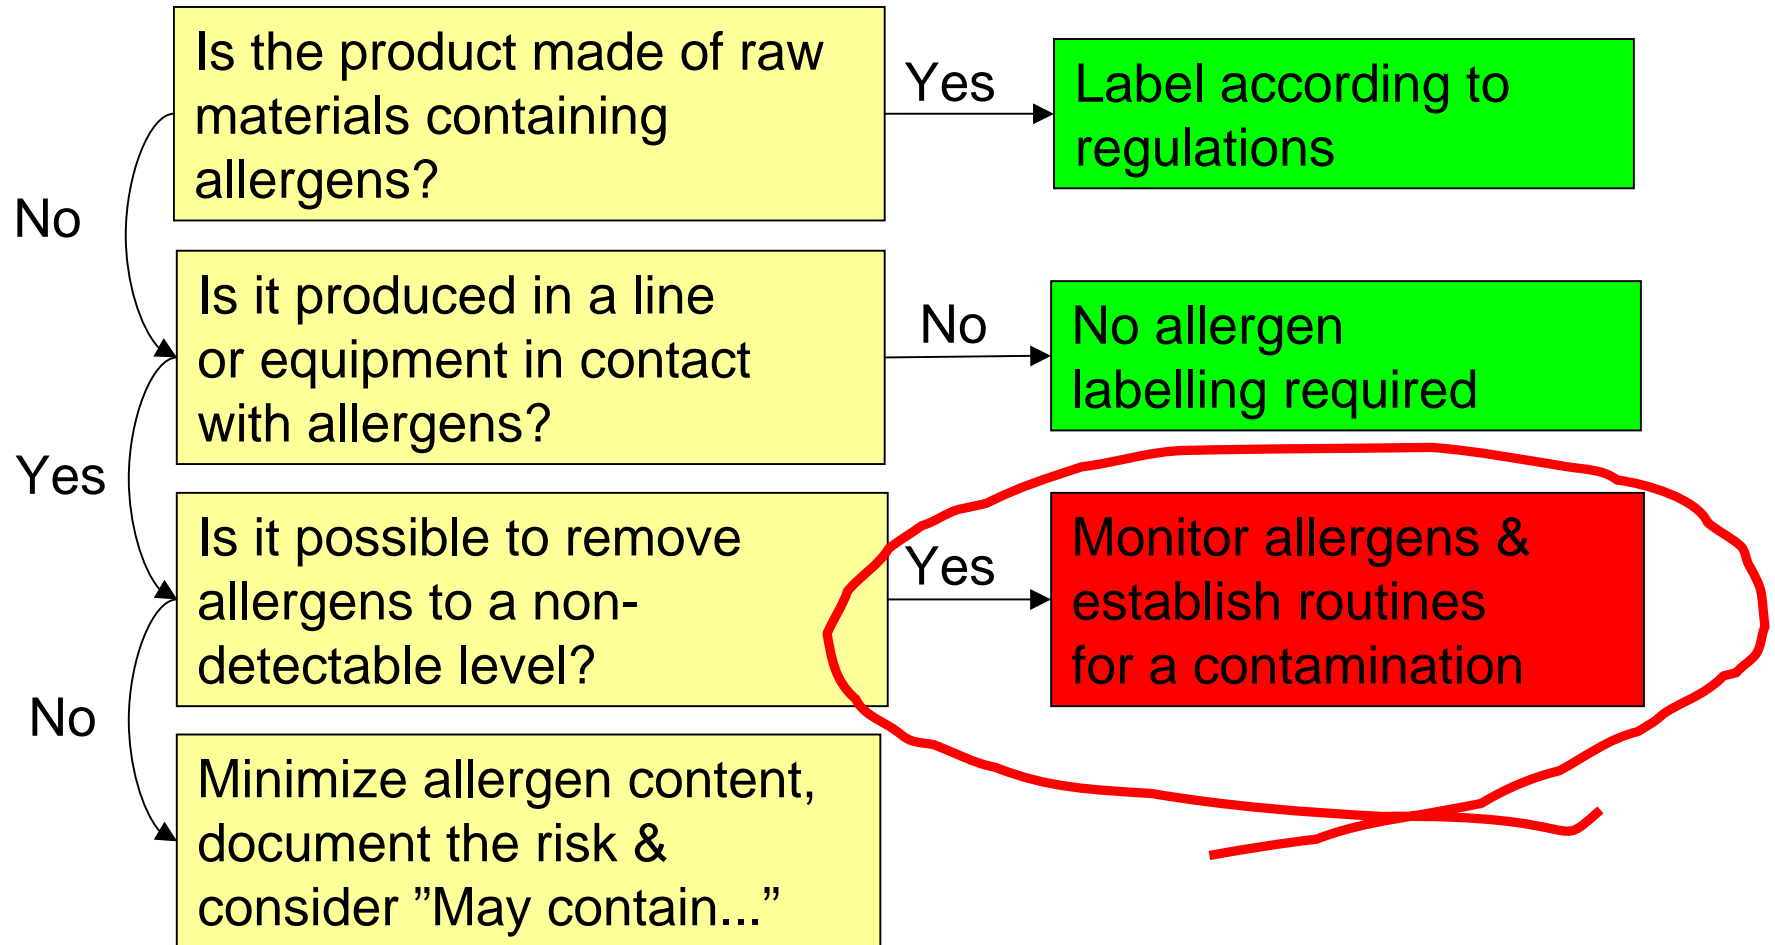 Is the product made of raw
materials containing
allergens?
Yes
Label according to
regulations
No
Is it produced in a line
or equipment in contact
with allergens?
No
No allergen
labelling required
Yes
Is it possible to remove
allergens to a non-
detectable level?
Yes
Monitor allergens &
establish routines
for a contamination
No
Minimize allergen content,
document the risk &
consider ”May contain...”